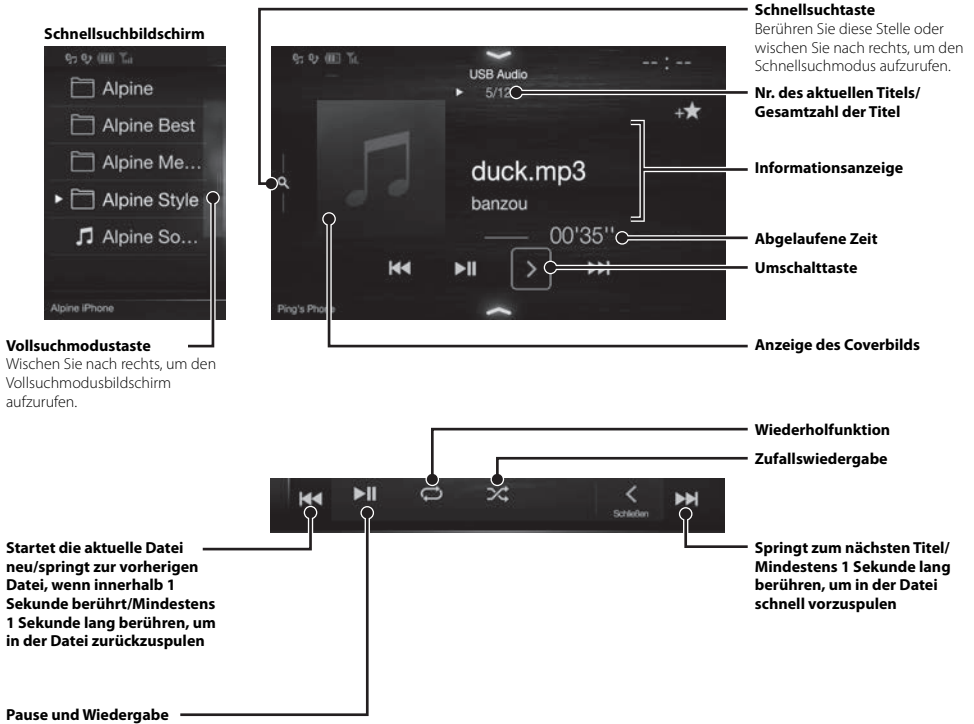 Schnellsuchbildschirm
Alpine
Alpine Best
Alpine Me...
Alpine Style
Alpine So...
Alpine iPhone
Vollsuchmodustaste
Wischen Sie nach rechts, um den
Vollsuchmodusbildschirm
aufzurufen.
USB Audio
5/12
-- : --
duck.mp3
banzou
00'35''
Ping's Phone
Schnellsuchtaste
Berühren Sie diese Stelle oder
wischen Sie nach rechts, um den
Schnellsuchmodus aufzurufen.
Nr. des aktuellen Titels/
Gesamtzahl der Titel
Informationsanzeige
Abgelaufene Zeit
Umschalttaste
Anzeige des Coverbilds
Wiederholfunktion
Zufallswiedergabe
Schließen
Startet die aktuelle Datei
neu/springt zur vorherigen
Datei, wenn innerhalb 1
Sekunde berührt/Mindestens
1 Sekunde lang berühren, um
in der Datei zurückzuspulen
Springt zum nächsten Titel/
Mindestens 1 Sekunde lang
berühren, um in der Datei
schnell vorzuspulen
Pause und Wiedergabe